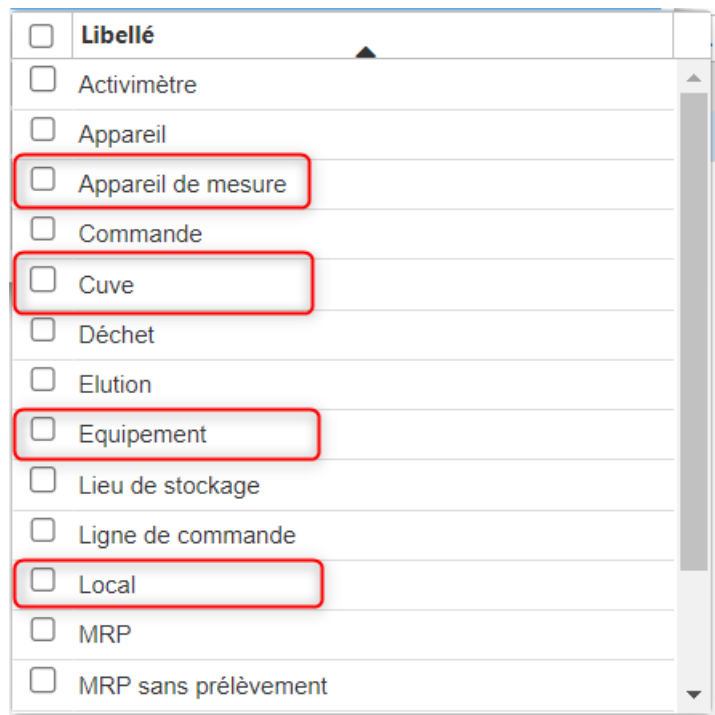 Libellé
Activimètre
Appareil
Appareil de mesure
Commande
Cuve
Déchet
Elution
Equipement
Lieu de stockage
Ligne de commande
Local
MRP
MRP sans prélèvement